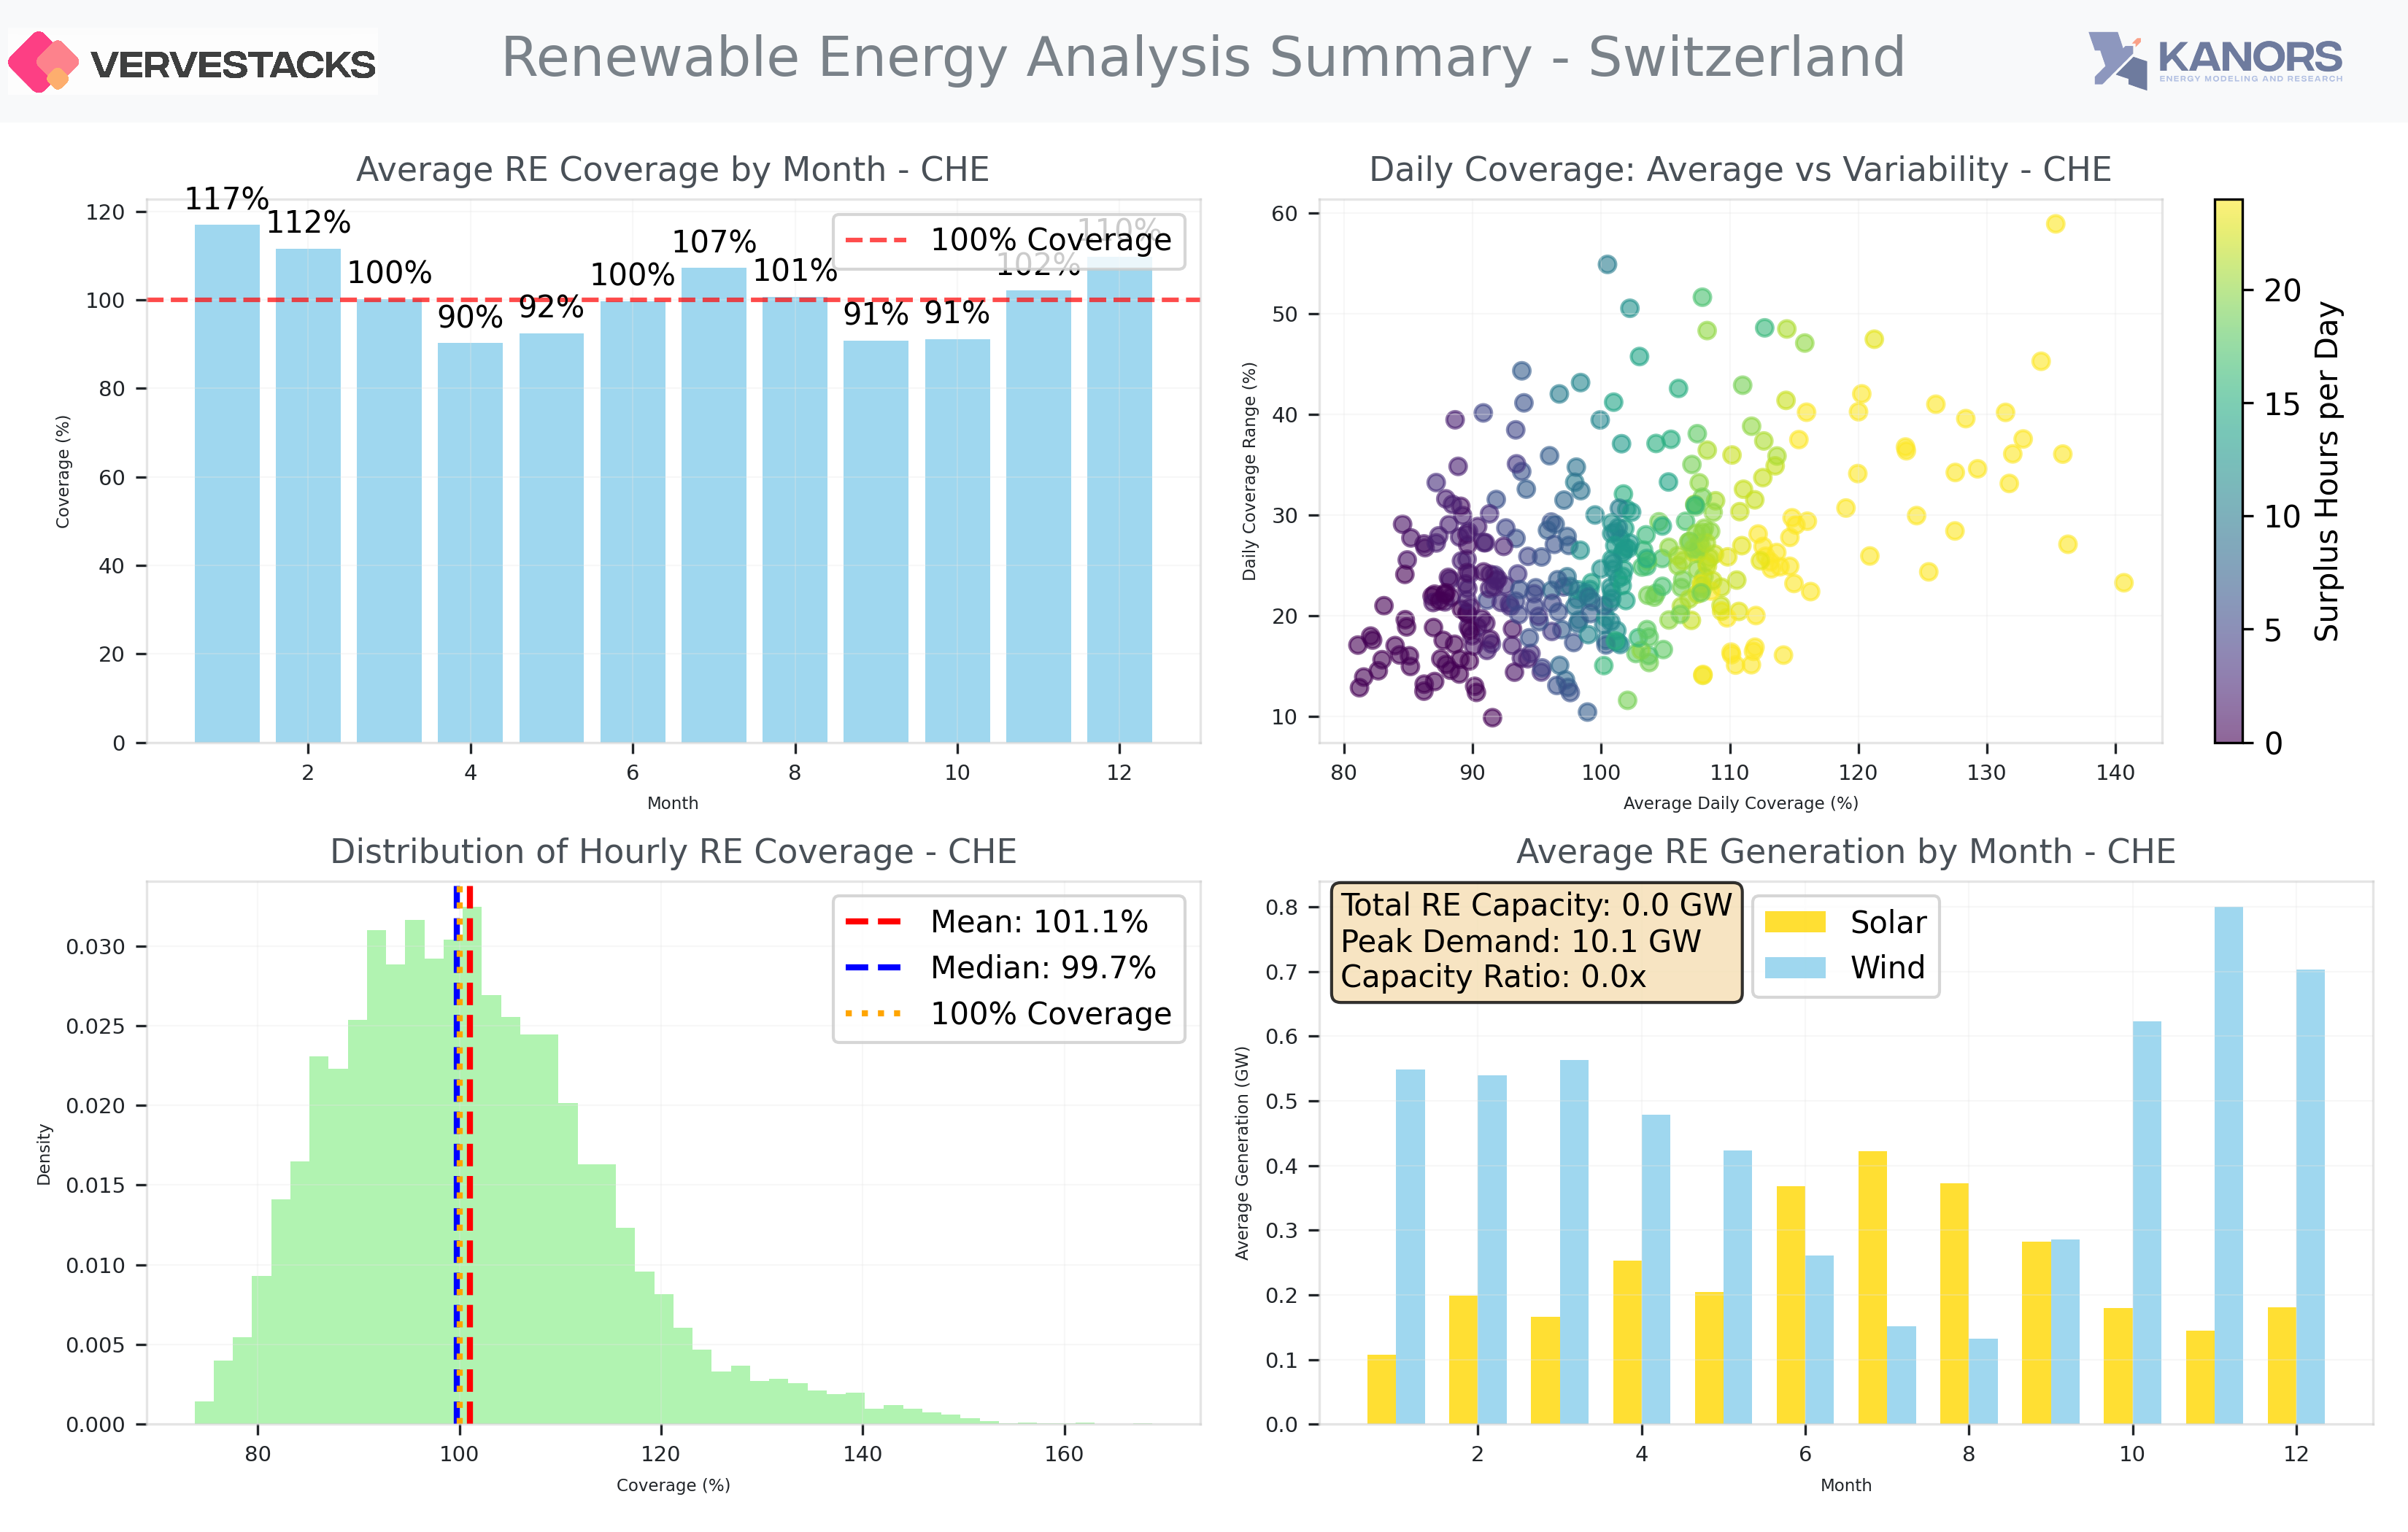 VERVESTACKS
Renewable Energy Analysis Summary - Switzerland
KANORS
ENERGY MODELING AND RESEARCH
Average RE Coverage by Month - CHE
117%
112%
100%
90%
92%
100%
107%
101%
91%
91%
102%
110%
100% Coverage
120
100
80
60
40
20
0
Coverage (%)
2 4 6 8 10 12
Month
Daily Coverage: Average vs Variability - CHE
60
50
40
30
20
10
Daily Coverage Range (%)
80 90 100 110 120 130 140
Average Daily Coverage (%)
20
15
10
5
0
Surplus Hours per Day
Distribution of Hourly RE Coverage - CHE
Mean: 101.1%
Median: 99.7%
100% Coverage
0.030
0.025
0.020
0.015
0.010
0.005
0.000
Density
80 100 120 140 160
Coverage (%)
Average RE Generation by Month - CHE
Total RE Capacity: 0.0 GW
Peak Demand: 10.1 GW
Capacity Ratio: 0.0x
Solar
Wind
0.8
0.7
0.6
0.5
0.4
0.3
0.2
0.1
0.0
Average Generation (GW)
2 4 6 8 10 12
Month